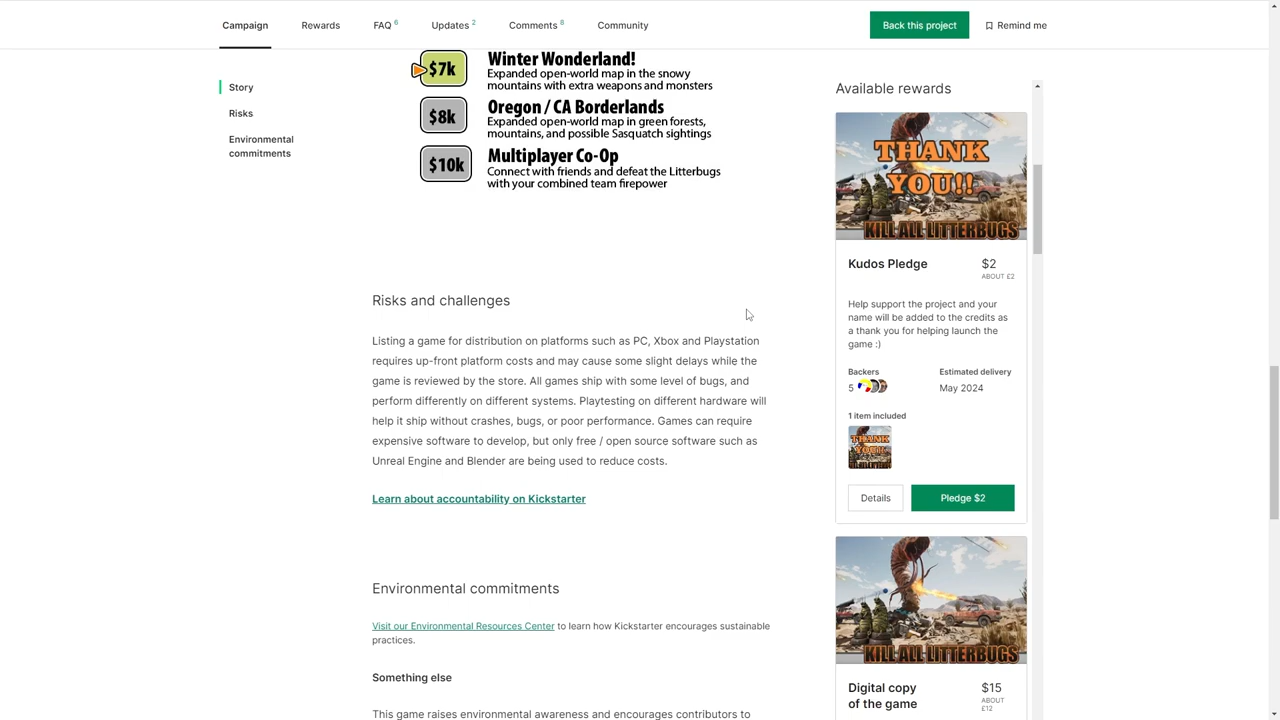 Campaign
Rewards
FAQ 6
Updates 2
Comments 8
Community
Back this project
Remind me
Story
Risks
Environmental
commitments
$7k
Winter Wonderland!
Expanded open-world map in the snowy
mountains with extra weapons and monsters
$8k
Oregon / CA Borderlands
Expanded open-world map in green forests,
mountains, and possible Sasquatch sightings
$10k
Multiplayer Co-Op
Connect with friends and defeat the Litterbugs
with your combined team firepower
Risks and challenges
Listing a game for distribution on platforms such as PC, Xbox and Playstation
requires up-front platform costs and may cause some slight delays while the
game is reviewed by the store. All games ship with some level of bugs, and
perform differently on different systems. Playtesting on different hardware will
help it ship without crashes, bugs, or poor performance. Games can require
expensive software to develop, but only free / open source software such as
Unreal Engine and Blender are being used to reduce costs.
Learn about accountability on Kickstarter
Environmental commitments
Visit our Environmental Resources Center to learn how Kickstarter encourages sustainable
practices.
Something else
This game raises environmental awareness and encourages contributors to
Available rewards
THANK
YOU!!
KILL ALL LITTERBUGS
Kudos Pledge
$2
ABOUT £2
Help support the project and your
name will be added to the credits as
a thank you for helping launch the
game :)
Backers
5
Estimated delivery
May 2024
1 item included
THANK
YOU!!
KILL ALL LITTERBUGS
Details
Pledge $2
KILL ALL LITTERBUGS
Digital copy
of the game
$15
ABOUT
£12